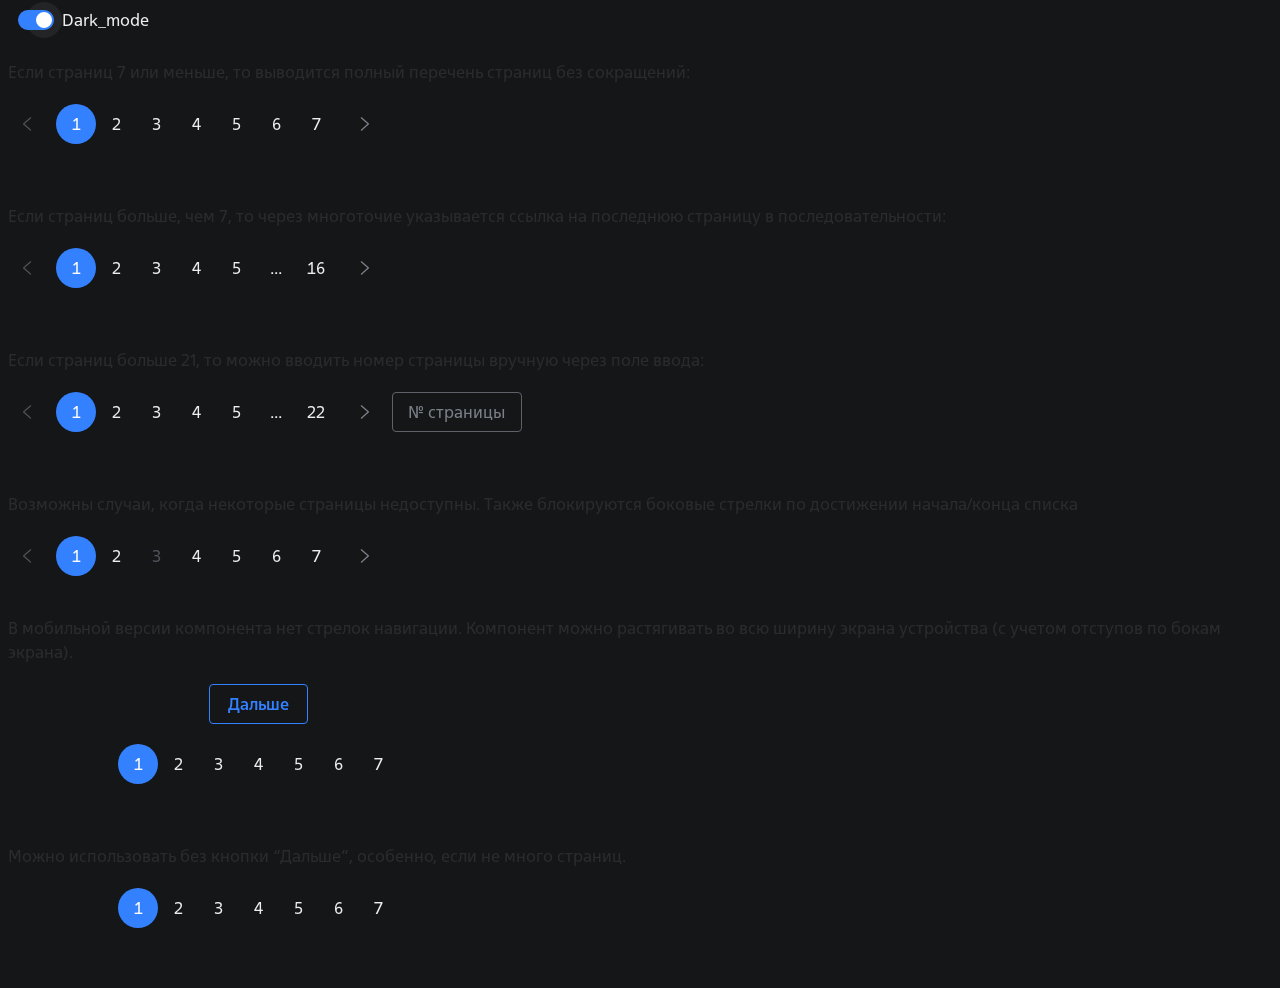 Dark_mode
Если страниц 7 или меньше, то выводится полный перечень страниц без сокращений:
1 2 3 4 5 6 7
Если страниц больше, чем 7, то через многоточие указывается ссылка на последнюю страницу в последовательности:
1 2 3 4 5 ... 16
Если страниц больше 21, то можно вводить номер страницы вручную через поле ввода:
1 2 3 4 5 ... 22 № страницы
Возможны случаи, когда некоторые страницы недоступны. Также блокируются боковые стрелки по достижении начала/конца списка
1 2 3 4 5 6 7
В мобильной версии компонента нет стрелок навигации. Компонент можно растягивать во всю ширину экрана устройства (с учетом отступов по бокам
экрана).
Дальше
1 2 3 4 5 6 7
Можно использовать без кнопки “Дальше”, особенно, если не много страниц.
1 2 3 4 5 6 7